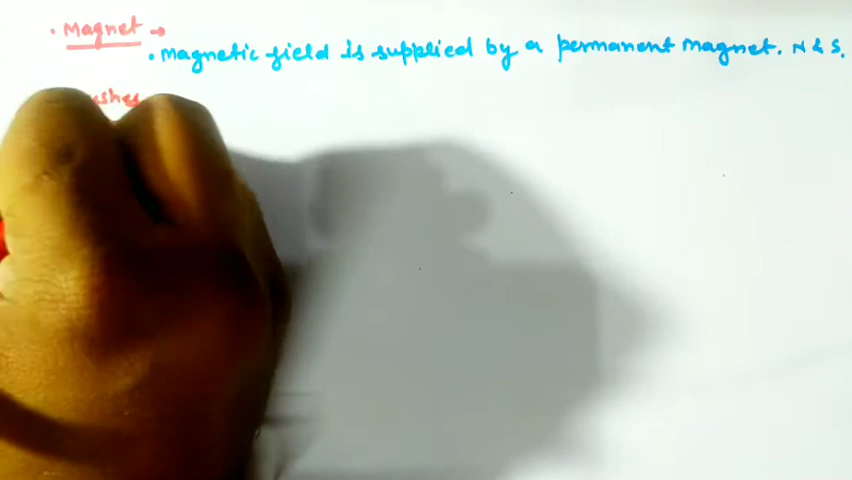 • Magnet →
• Magnetic field is supplied by a permanent magnet. N & S.